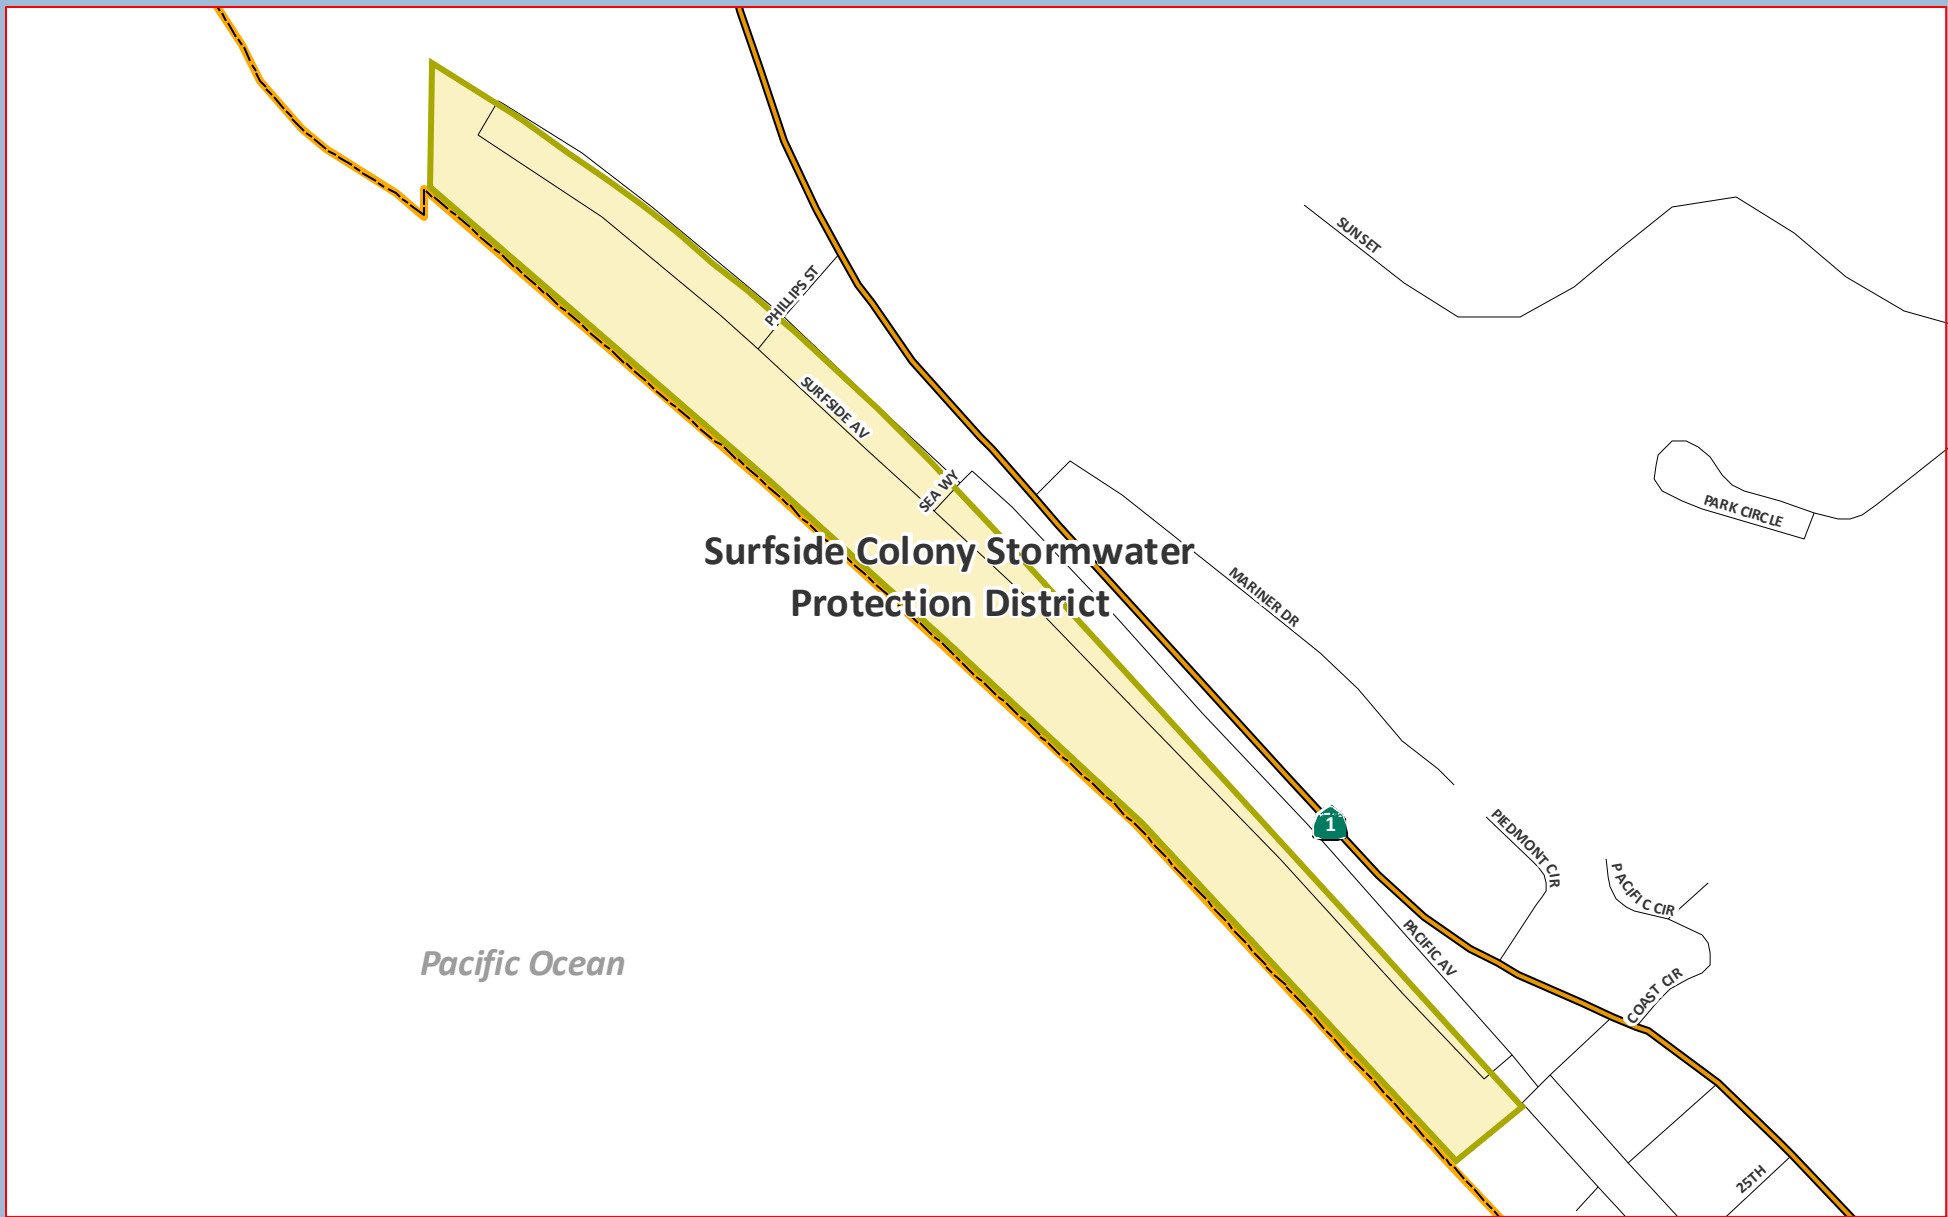 SUNSET
PHILLIPS ST
SURFSIDE AV
SEA WY
PARK CIRCLE
Surfside Colony Stormwater
Protection District
MARINER DR
1
PIEDMONT CIR
PACIFIC CIR
PACIFIC AV
Pacific Ocean
COAST CIR
25TH